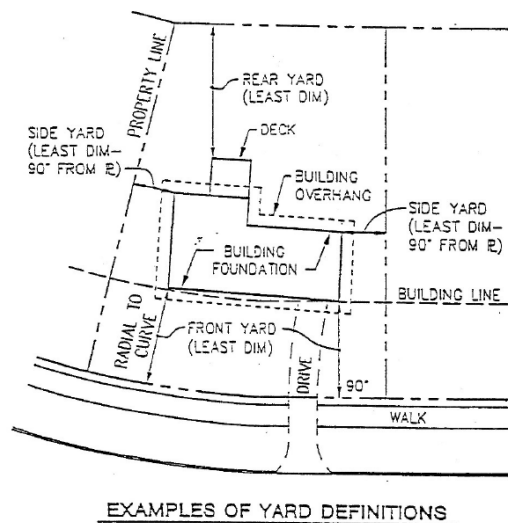 PROPERTY LINE
REAR YARD
(LEAST DIM)
DECK
SIDE YARD
(LEAST DIM-
90° FROM ⅊)
BUILDING
OVERHANG
SIDE YARD
(LEAST DIM-
90° FROM ⅊)
BUILDING
FOUNDATION
BUILDING LINE
RADIAL TO
CURVE
FRONT YARD
(LEAST DIM)
DRIVE
90°
WALK
EXAMPLES OF YARD DEFINITIONS